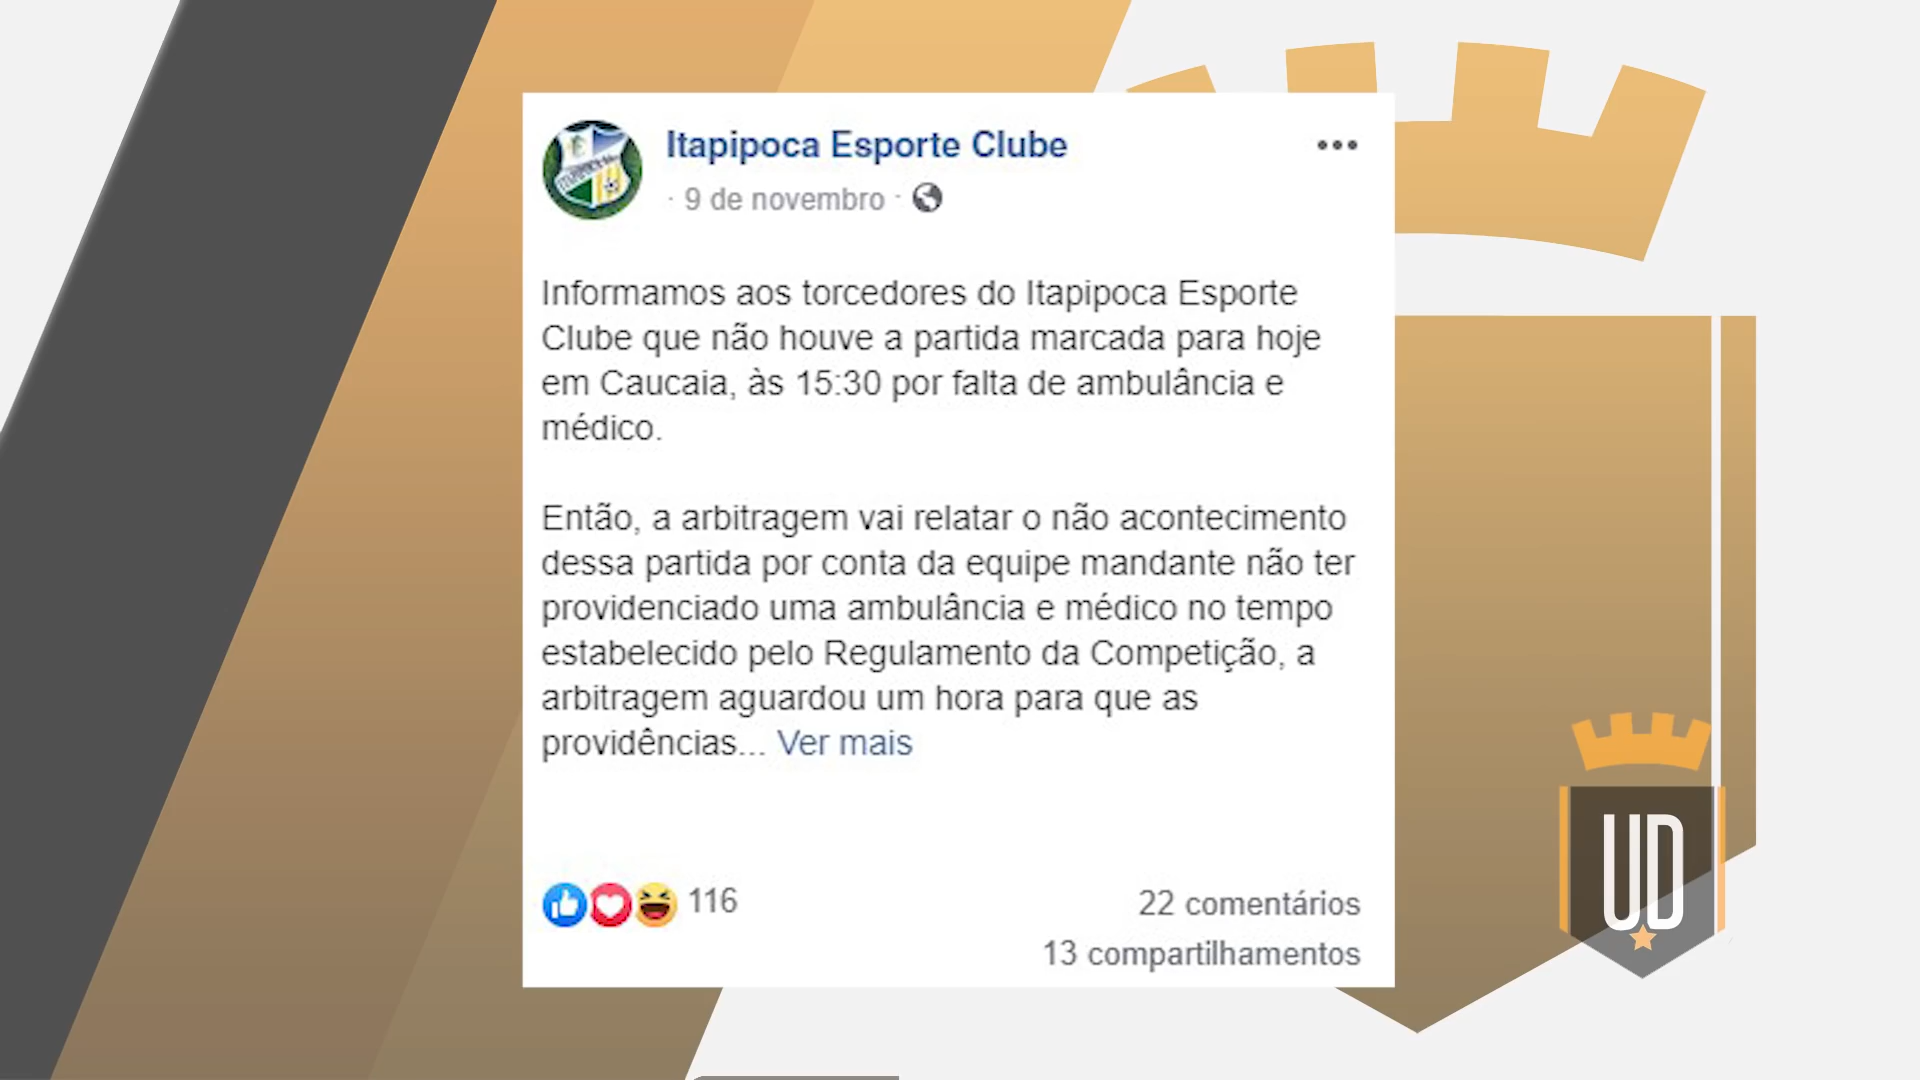 Itapipoca Esporte Clube
· 9 de novembro ·
Informamos aos torcedores do Itapipoca Esporte
Clube que não houve a partida marcada para hoje
em Caucaia, às 15:30 por falta de ambulância e
médico.
Então, a arbitragem vai relatar o não acontecimento
dessa partida por conta da equipe mandante não ter
providenciado uma ambulância e médico no tempo
estabelecido pelo Regulamento da Competição, a
arbitragem aguardou um hora para que as
providências... Ver mais
116
22 comentários
13 compartilhamentos
UD